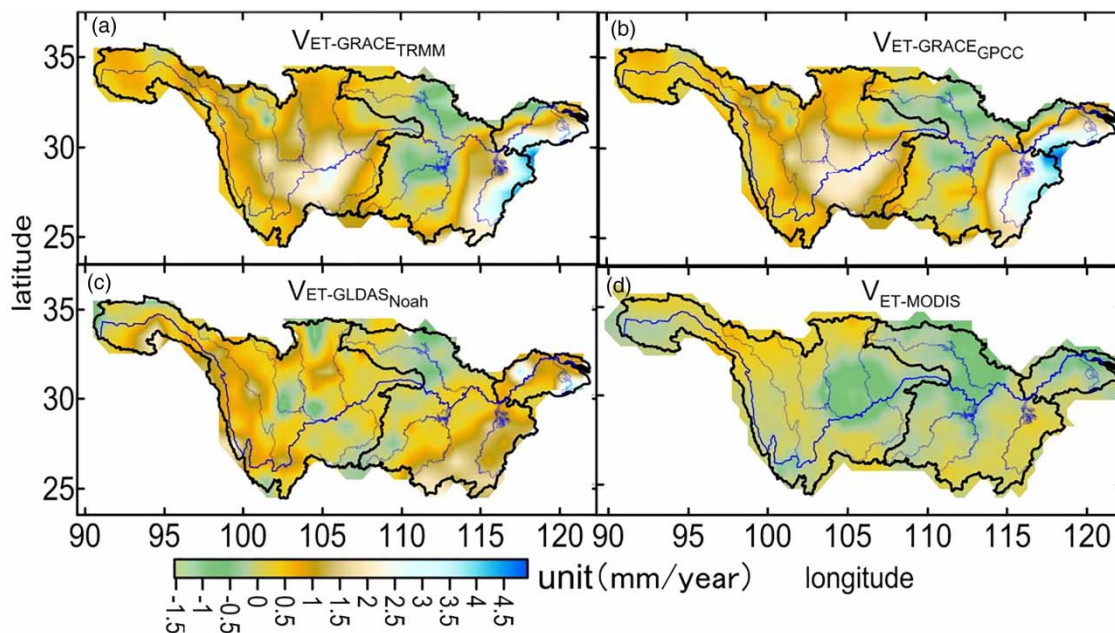 (a) V_ET-GRACE_TRMM
(b) V_ET-GRACE_GPCC
35
30
25
(c) V_ET-GLDAS_Noah
(d) V_ET-MODIS
latitude
35
30
25
90 95 100 105 110 115 120
90 95 100 105 110 115 120
-1.5 -1 -0.5 0 0.5 1 1.5 2 2.5 3 3.5 4 4.5
unit(mm/year)
longitude